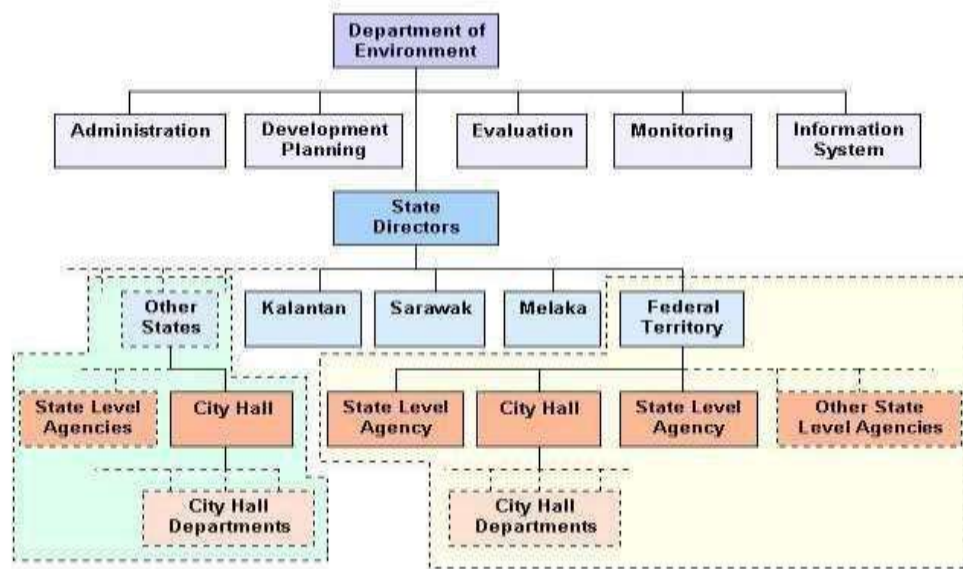 Department of
Environment
Administration
Development
Planning
Evaluation
Monitoring
Information
System
State
Directors
Other
States
Kalantan
Sarawak
Melaka
Federal
Territory
State Level
Agencies
City Hall
State Level
Agency
City Hall
State Level
Agency
Other State
Level Agencies
City Hall
Departments
City Hall
Departments